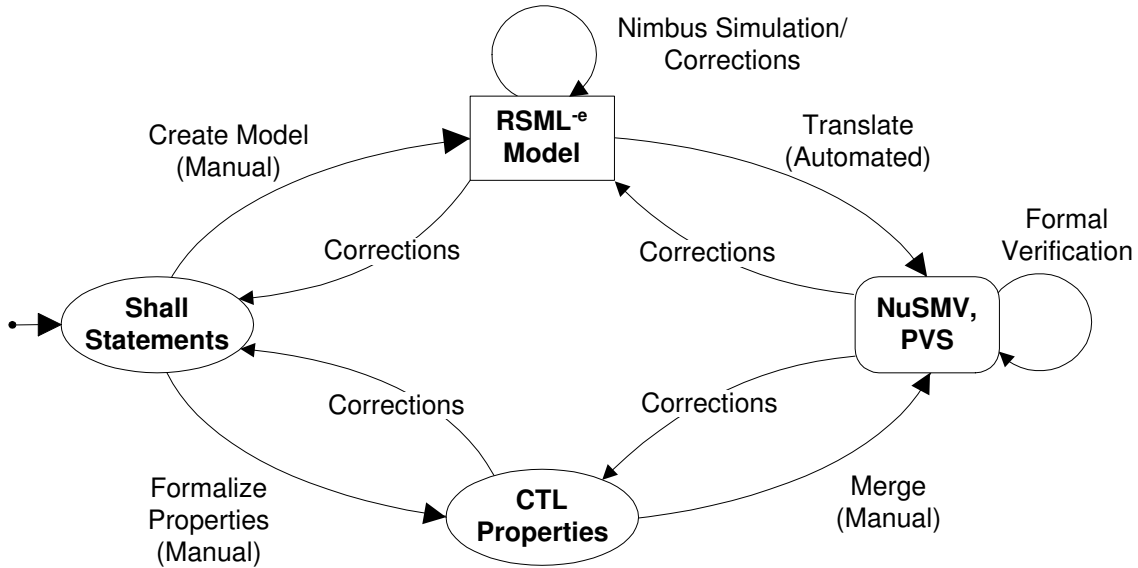 Nimbus Simulation/
Corrections
RSML-e
Model
Create Model
(Manual)
Translate
(Automated)
Corrections
Corrections
Formal
Verification
Shall
Statements
NuSMV,
PVS
Corrections
Corrections
Formalize
Properties
(Manual)
CTL
Properties
Merge
(Manual)